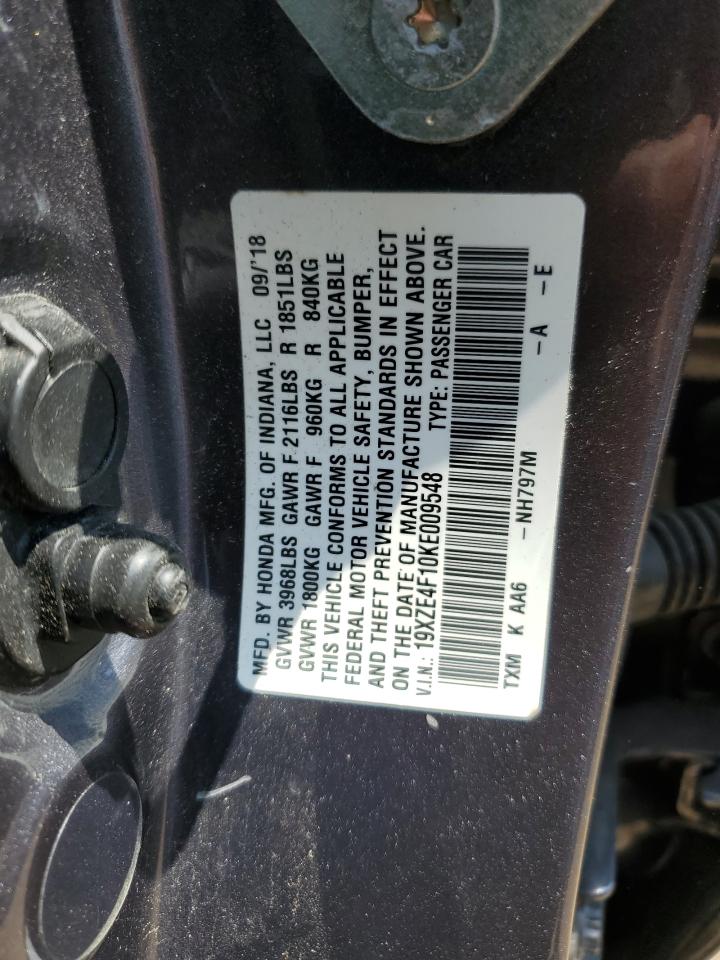 MFD. BY HONDA MFG. OF INDIANA, LLC 09/'18
GVWR 3968LBS GAWR F 2116LBS R 1851LBS
GVWR 1800KG GAWR F 960KG R 840KG
THIS VEHICLE CONFORMS TO ALL APPLICABLE
FEDERAL MOTOR VEHICLE SAFETY, BUMPER,
AND THEFT PREVENTION STANDARDS IN EFFECT
ON THE DATE OF MANUFACTURE SHOWN ABOVE.
V.I.N.: 19XZE4F10KE009548 TYPE: PASSENGER CAR
TXM K AA6 -NH797M -A -E